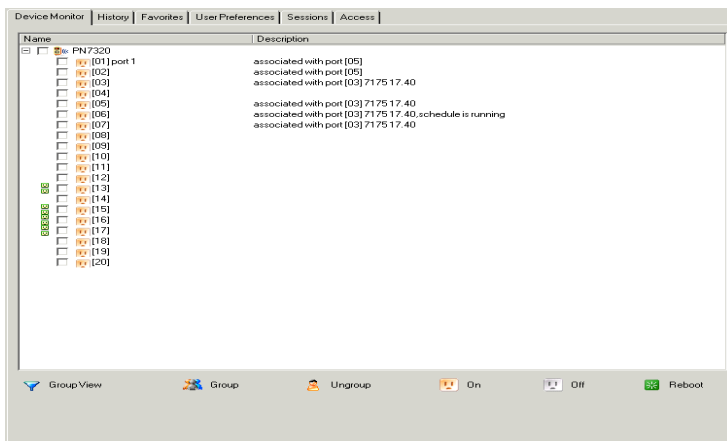 Device Monitor History Favorites User Preferences Sessions Access
Name Description
PN7320
[01] port 1 associated with port [05]
[02] associated with port [05]
[03] associated with port [03] 7175 17.40
[04]
[05] associated with port [03] 7175 17.40
[06] associated with port [03] 7175 17.40,schedule is running
[07] associated with port [03] 7175 17.40
[08]
[09]
[10]
[11]
[12]
[13]
[14]
[15]
[16]
[17]
[18]
[19]
[20]
Group View Group Ungroup On Off Reboot